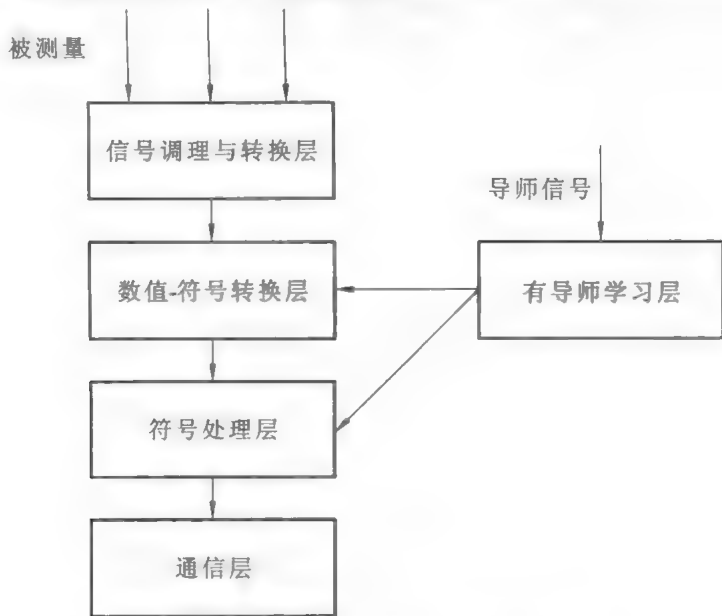 被测量
信号调理与转换层
导师信号
数值-符号转换层
有导师学习层
符号处理层
通信层